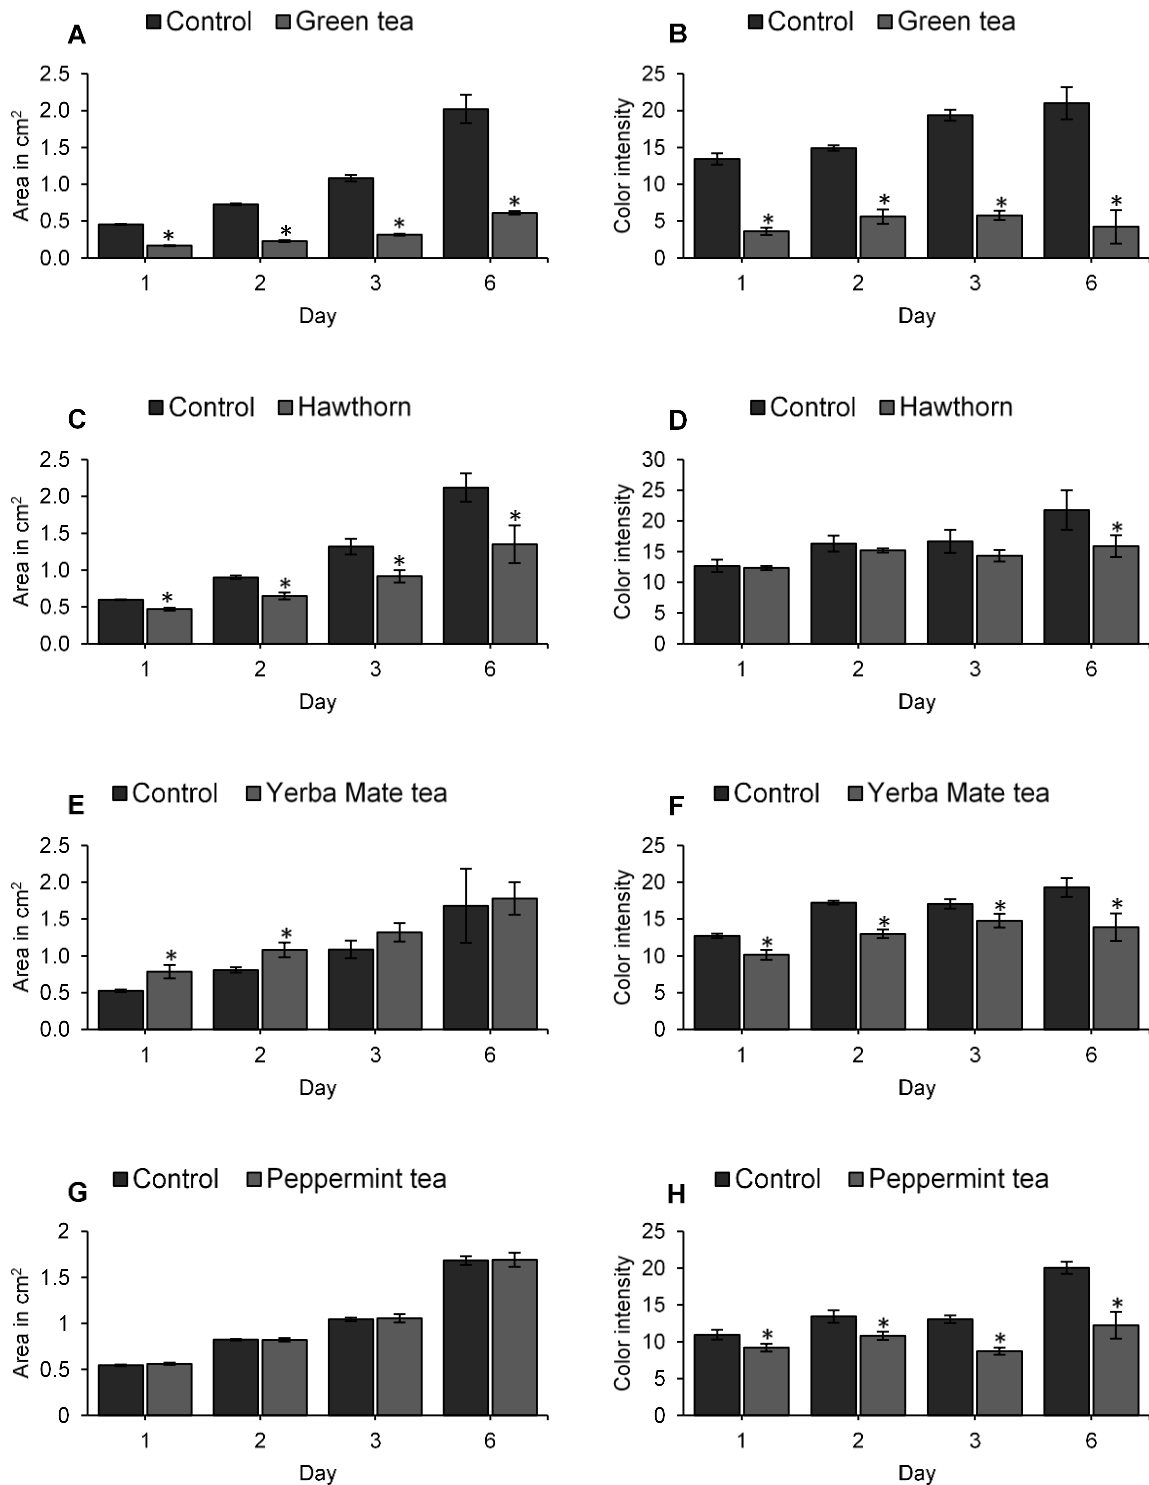 A
Control Green tea
Area in cm²
2.5
2.0
1.5
1.0
0.5
0.0
1 2 3 6
* * * *
Day
B
Control Green tea
Color intensity
25
20
15
10
5
0
1 2 3 6
* * * *
Day
C
Control Hawthorn
Area in cm²
2.5
2.0
1.5
1.0
0.5
0.0
1 2 3 6
* * * *
Day
D
Control Hawthorn
Color intensity
30
25
20
15
10
5
0
1 2 3 6
*
Day
E
Control Yerba Mate tea
Area in cm²
2.5
2.0
1.5
1.0
0.5
0.0
1 2 3 6
* *
Day
F
Control Yerba Mate tea
Color intensity
25
20
15
10
5
0
1 2 3 6
* * * *
Day
G
Control Peppermint tea
Area in cm²
2
1.5
1
0.5
0
1 2 3 6
Day
H
Control Peppermint tea
Color intensity
25
20
15
10
5
0
1 2 3 6
* * * *
Day